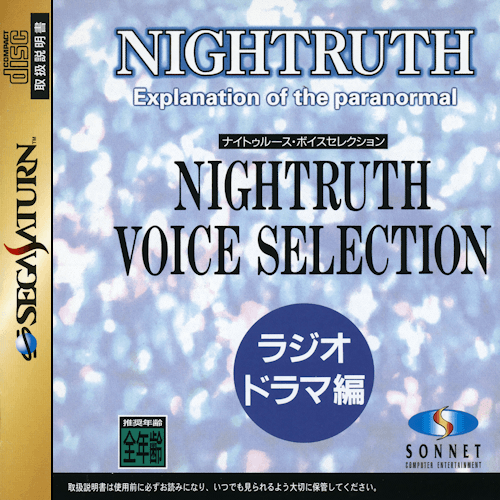 COMPACT
disc
取扱説明書
SEGA SATURN™
NIGHTRUTH
Explanation of the paranormal
ナイトゥルース・ボイスセレクション
NIGHTRUTH
VOICE SELECTION
ラジオ
ドラマ編
推奨年齢
全年齢
S
SONNET
COMPUTER ENTERTAINMENT
取扱説明書は使用前に必ずお読みになり、いつでも見られるよう大切に保管してください。